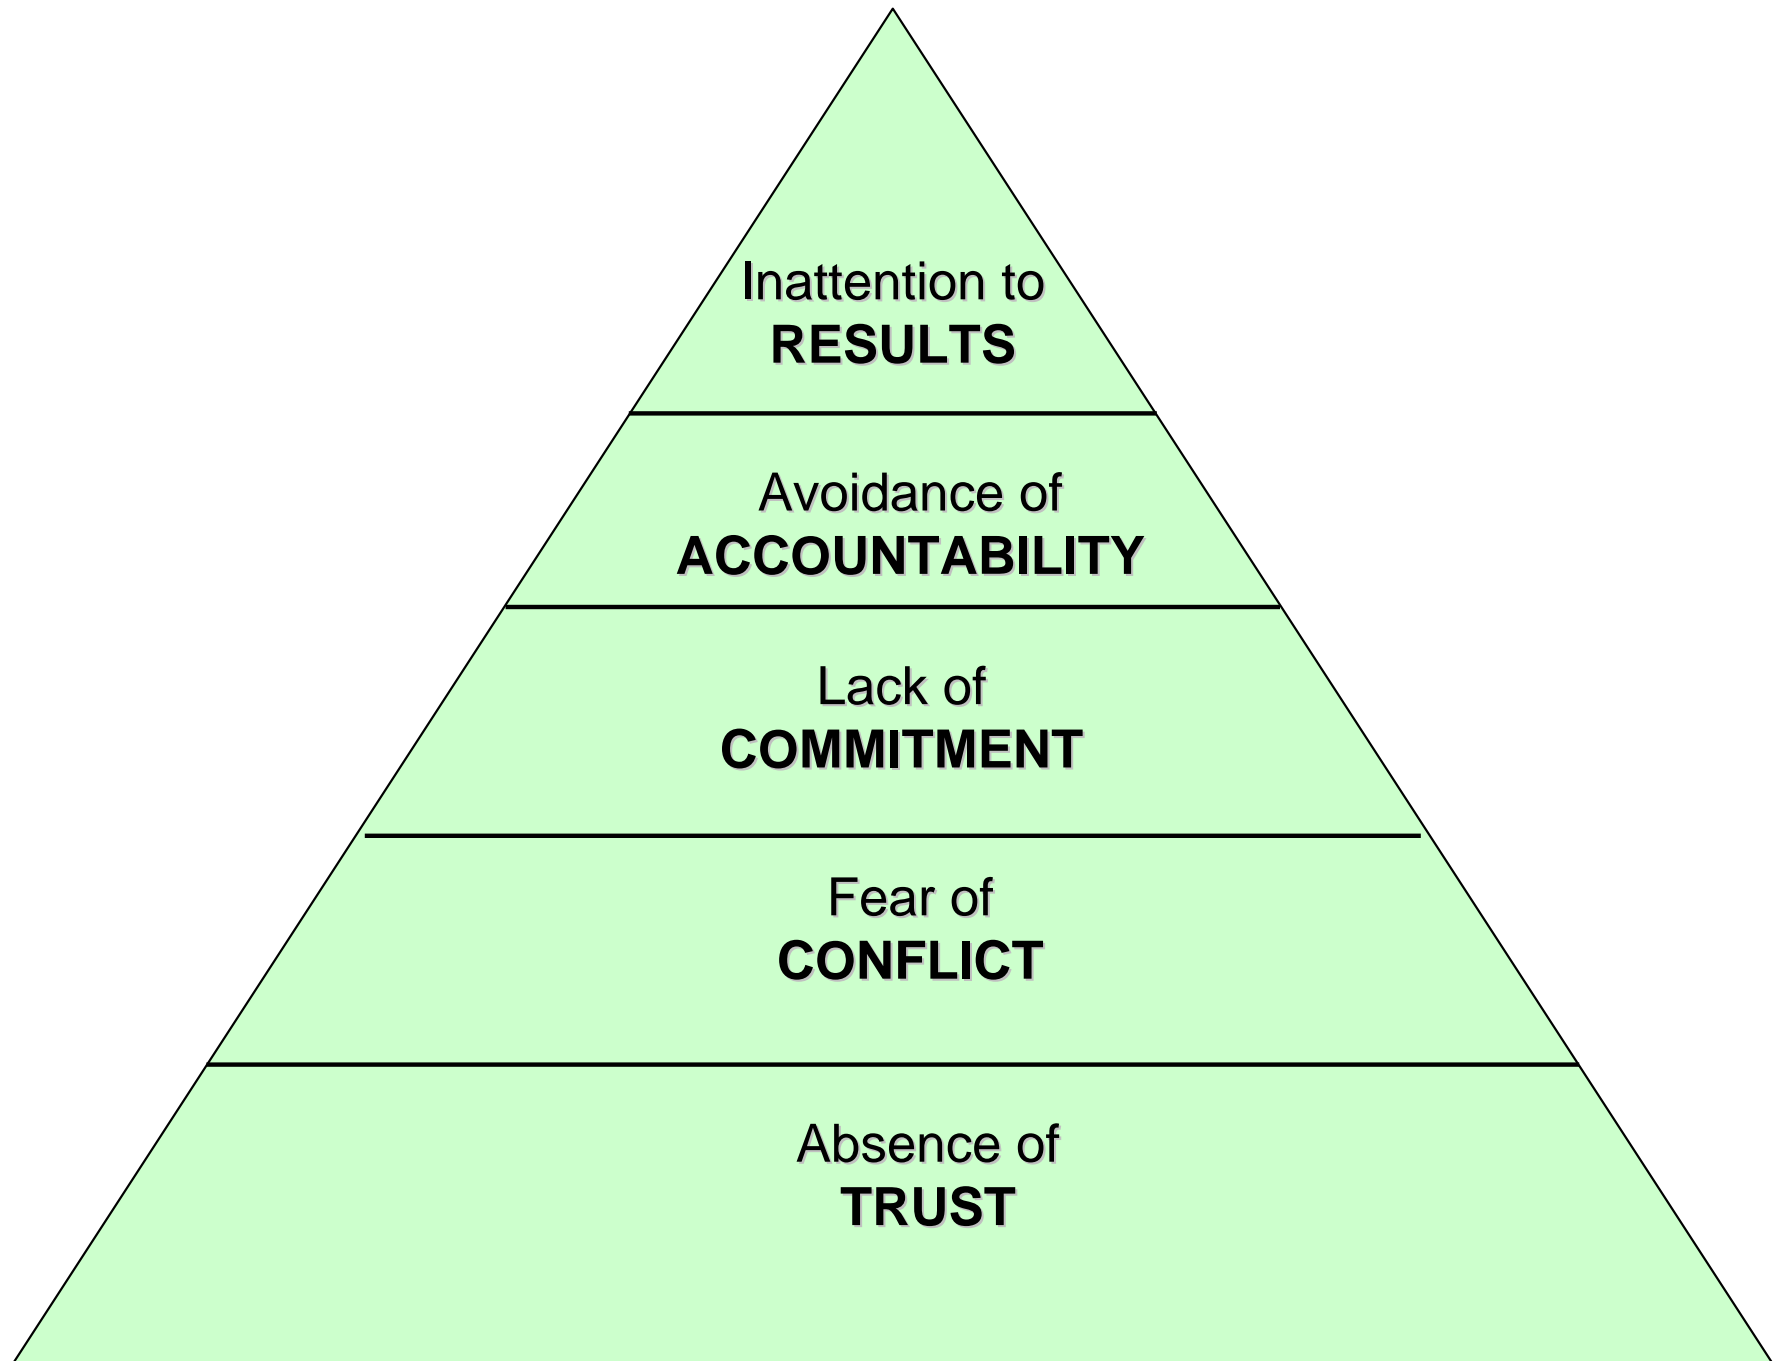 Inattention to
RESULTS
Avoidance of
ACCOUNTABILITY
Lack of
COMMITMENT
Fear of
CONFLICT
Absence of
TRUST